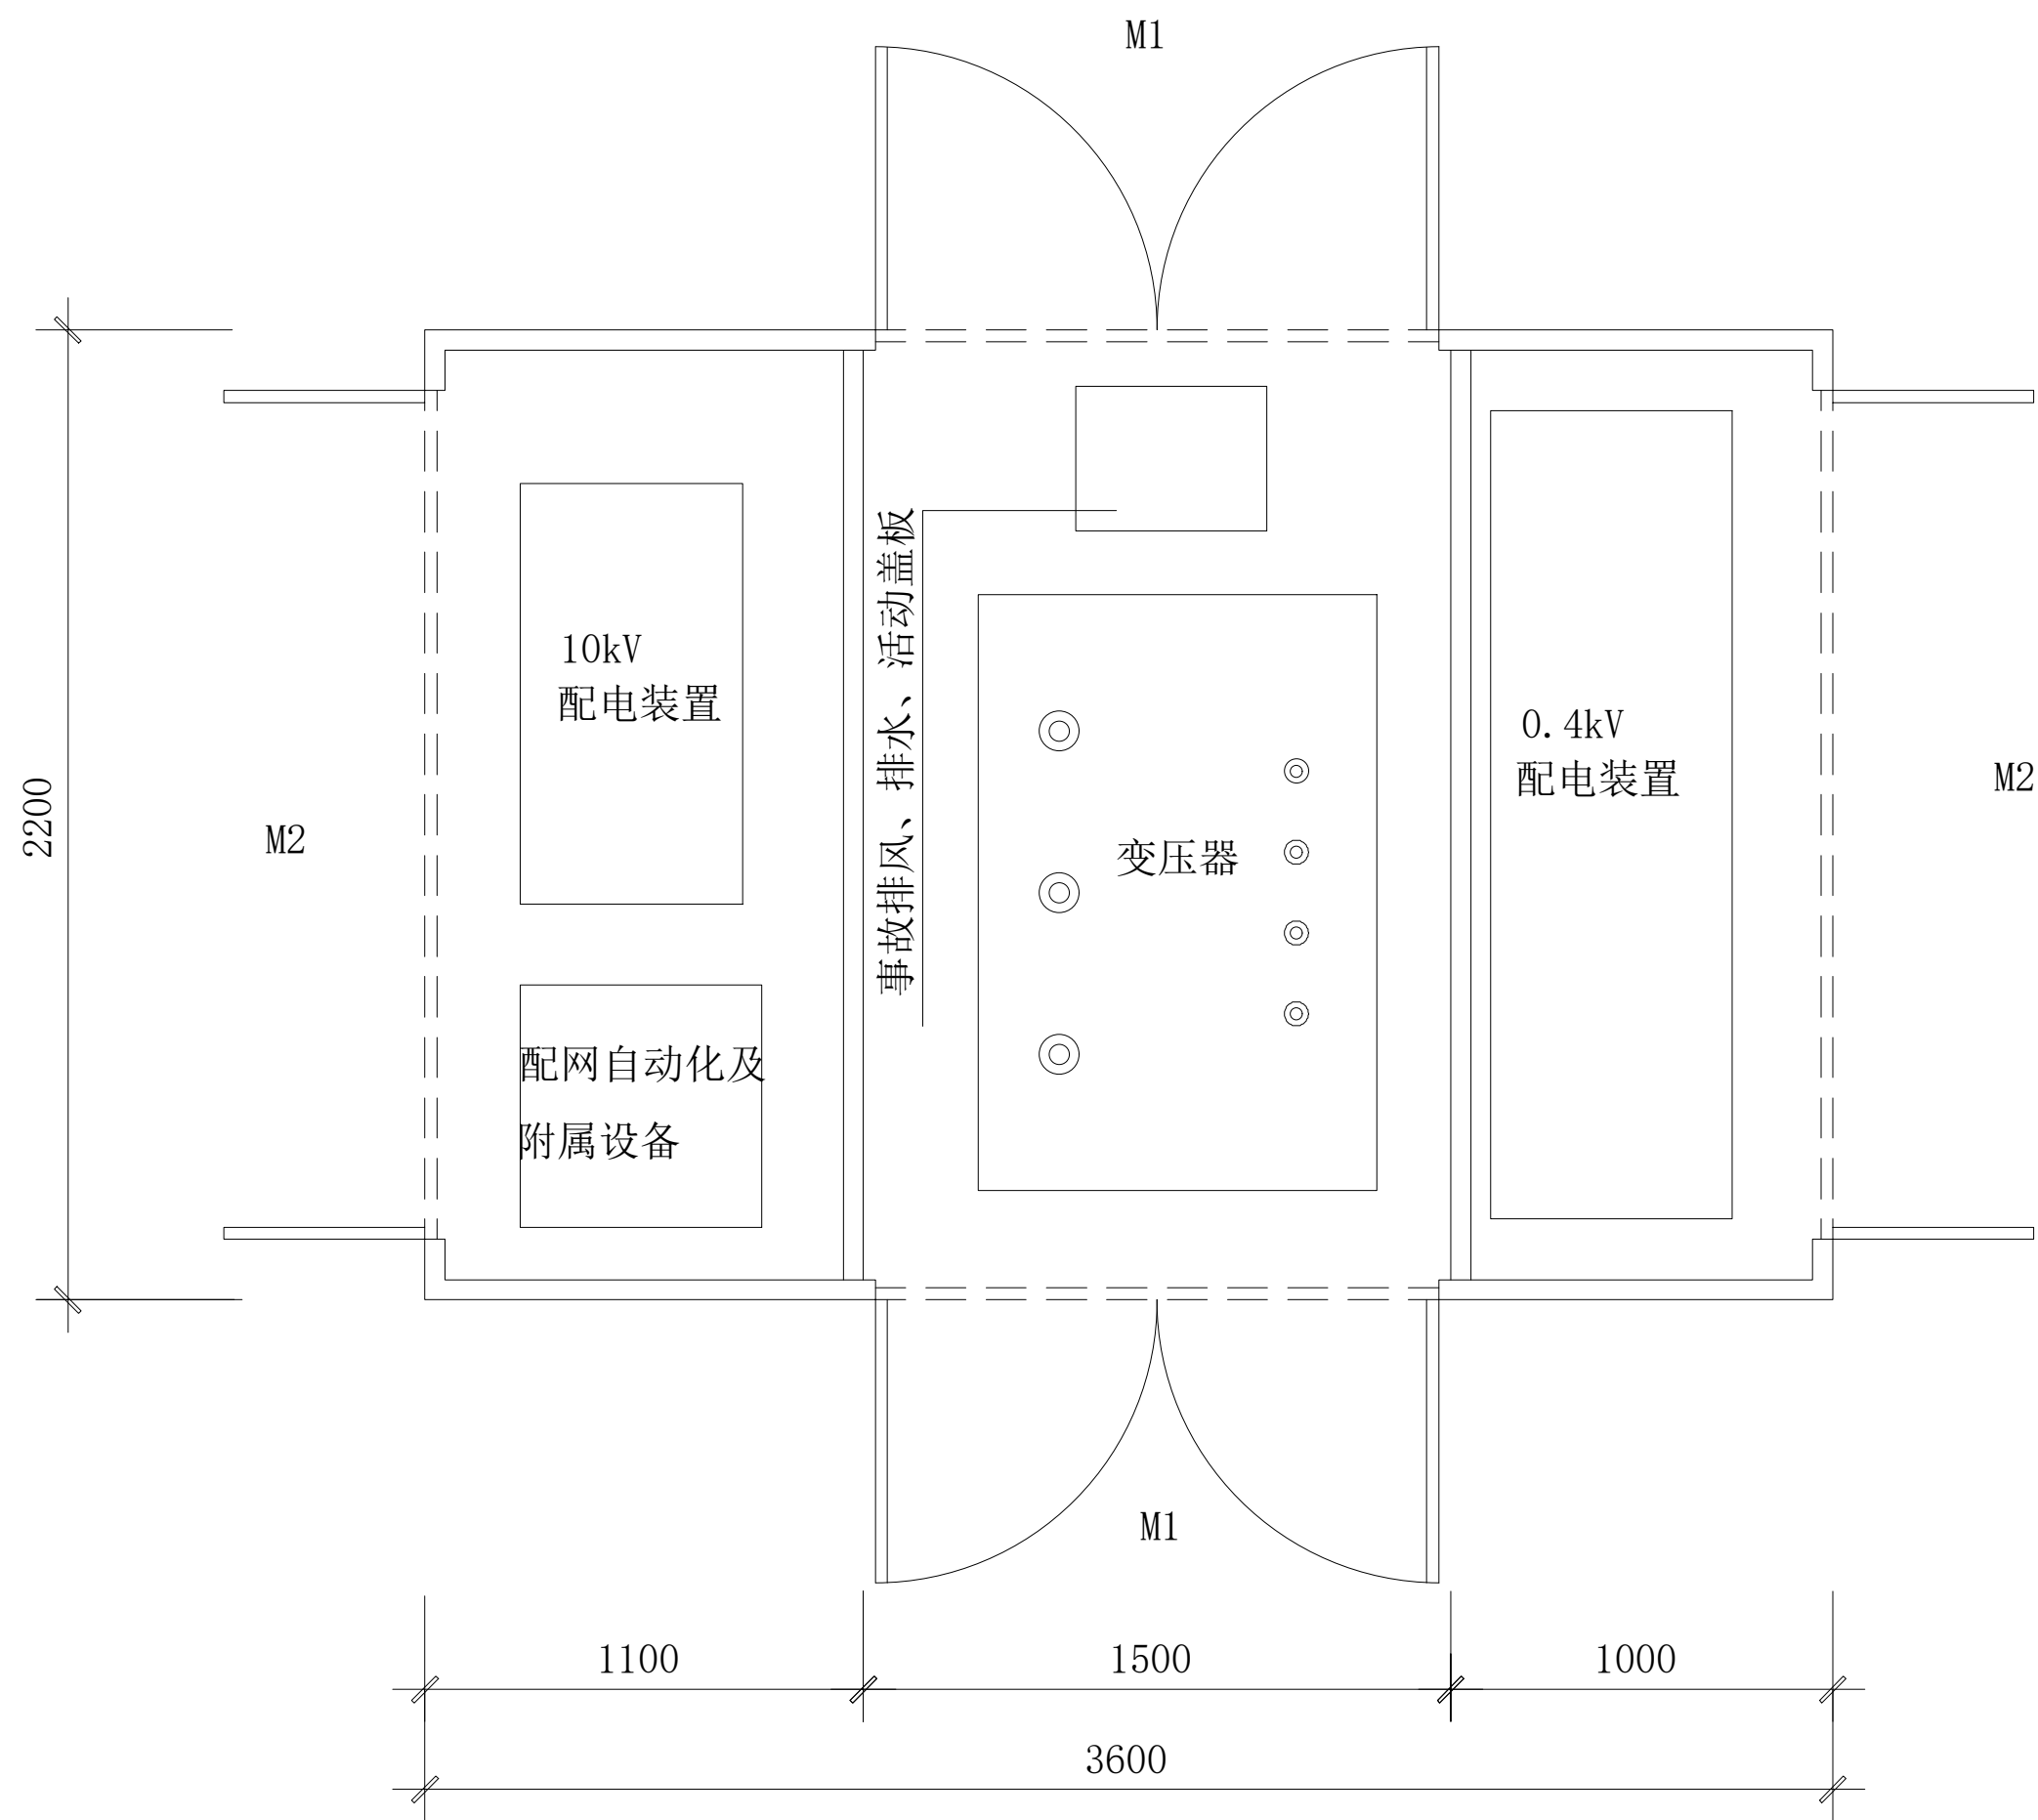 M1
10kV
配电装置
事故排风、排水、活动盖板
0.4kV
配电装置
M2
变压器
2200
M2
配网自动化及
附属设备
M1
1100
1500
1000
3600